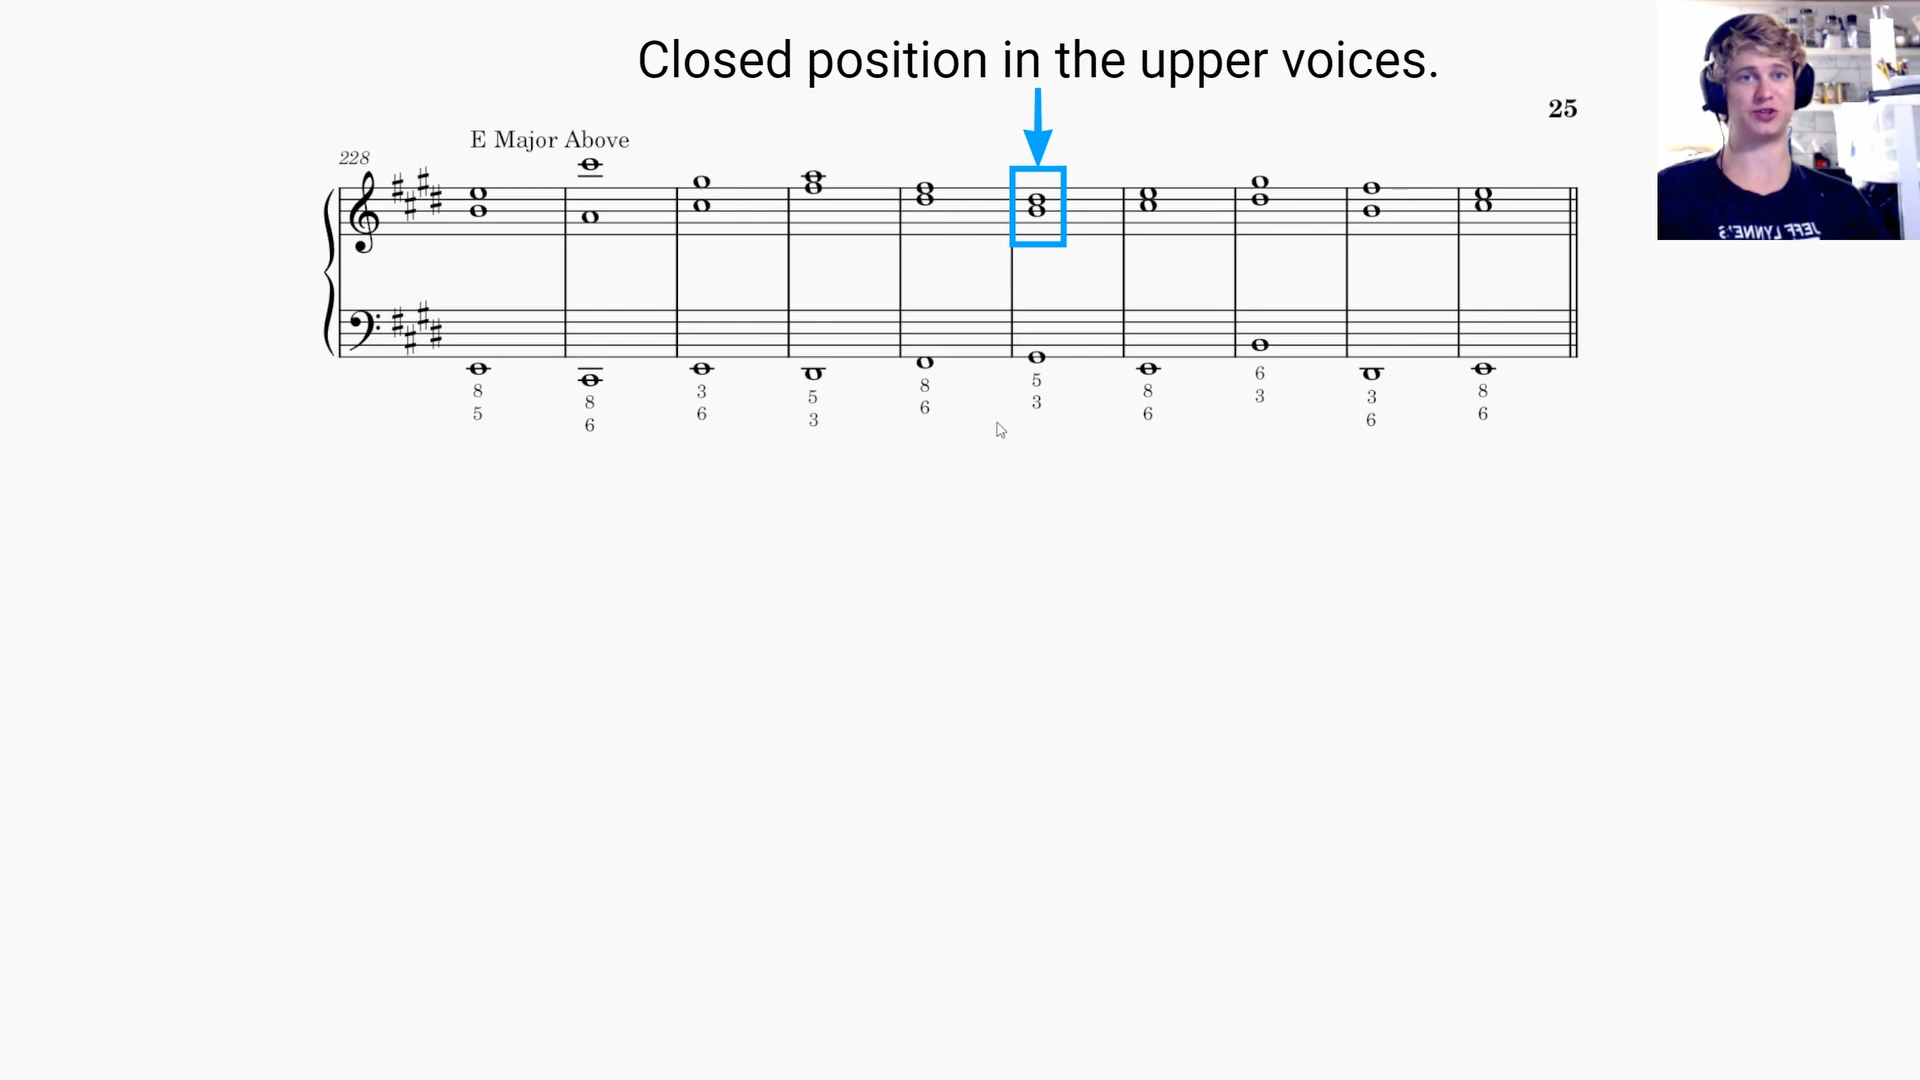 Closed position in the upper voices.
25
E Major Above
228
8 8 3 5 8 5 8 6 3 8
5 6 6 3 6 3 6 3 6 6
JEFF LYNNE'S